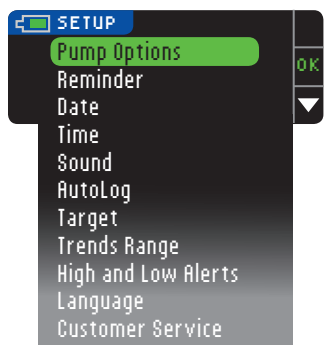 SETUP
Pump Options
OK
Reminder
Date
Time
Sound
AutoLog
Target
Trends Range
High and Low Alerts
Language
Customer Service